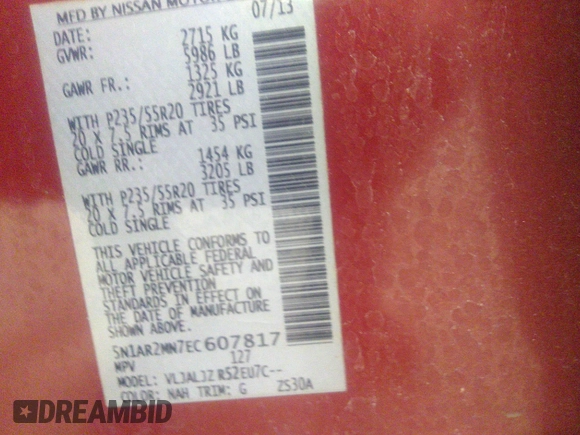 MFD BY NISSAN MOTOR
DATE: 07/13
GVWR: 2715 KG
5986 LB
GAWR FR.: 1325 KG
2921 LB
WITH P235/55R20 TIRES
20 X 7.5 RIMS AT 35 PSI
COLD SINGLE
GAWR RR.: 1454 KG
3205 LB
WITH P235/55R20 TIRES
20 X 7.5 RIMS AT 35 PSI
COLD SINGLE
THIS VEHICLE CONFORMS TO
ALL APPLICABLE FEDERAL
MOTOR VEHICLE SAFETY AND
THEFT PREVENTION
STANDARDS IN EFFECT ON
THE DATE OF MANUFACTURE
SHOWN ABOVE.
5N1AR2MN7EC607817
MPV 127
MODEL: VLJALJZ R52EU7C--
COLOR: NAH TRIM: G ZS30A
DREAMBID